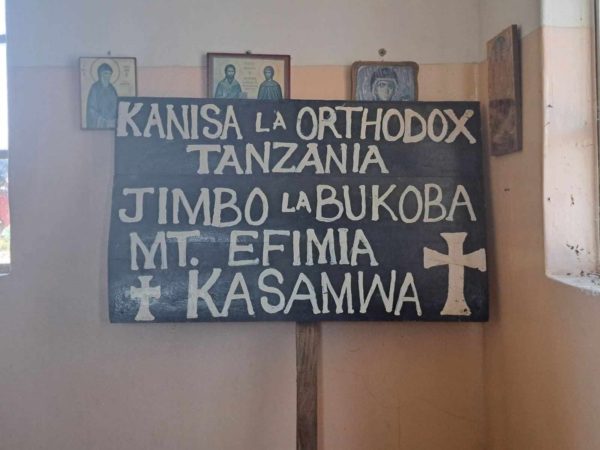 KANISA LA ORTHODOX
TANZANIA
JIMBO LA BUKOBA
MT. EFIMIA
KASAMWA